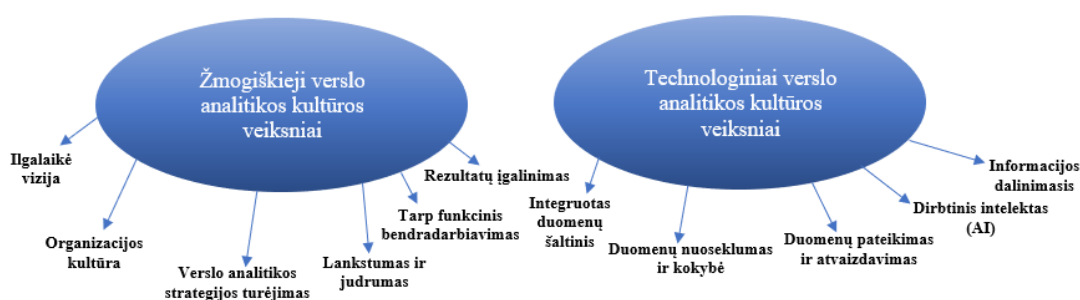 Žmogiškieji verslo
analitikos kultūros
veiksniai
Ilgalaikė
vizija
Organizacijos
kultūra
Verslo analitikos
strategijos turėjimas
Lankstumas ir
judrumas
Tarp funkcinis
bendradarbiavimas
Rezultatų įgalinimas
Technologiniai verslo
analitikos kultūros
veiksniai
Integruotas
duomenų
šaltinis
Duomenų nuoseklumas
ir kokybė
Duomenų pateikimas
ir atvaizdavimas
Dirbtinis intelektas
(AI)
Informacijos
dalinimasis